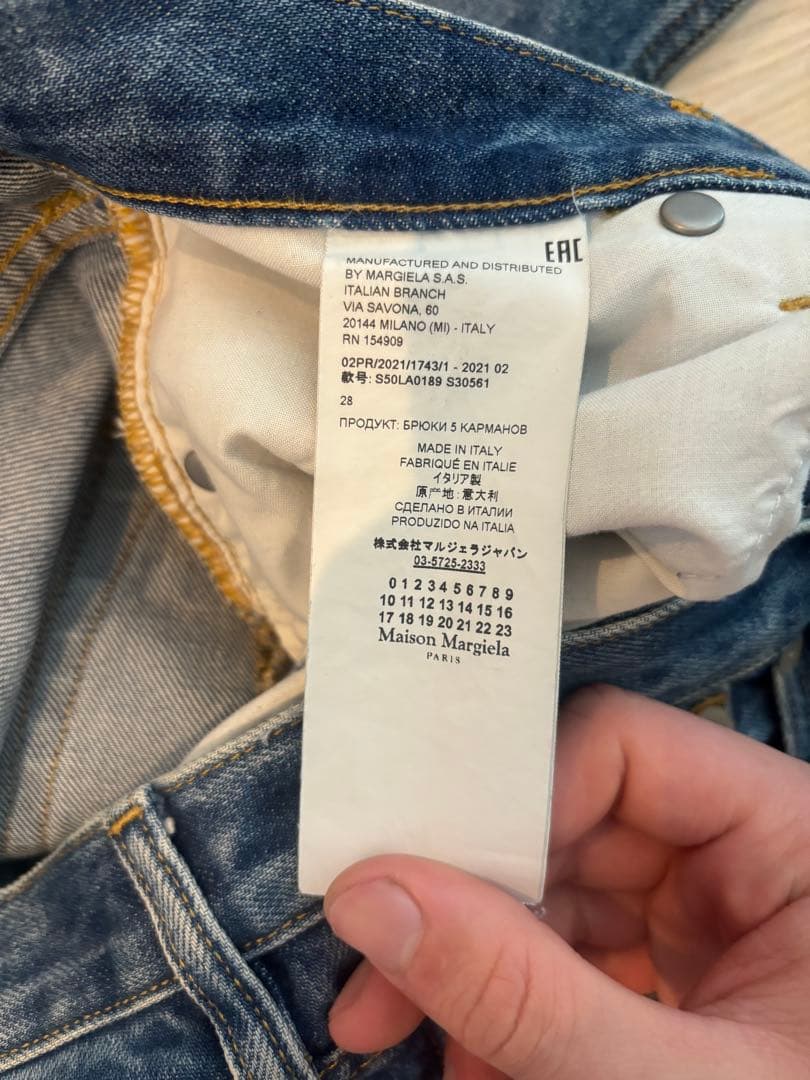 EAC
MANUFACTURED AND DISTRIBUTED
BY MARGIELA S.A.S.
ITALIAN BRANCH
VIA SAVONA, 60
20144 MILANO (MI) - ITALY
RN 154909
02PR/2021/1743/1 - 2021 02
款号: S50LA0189 S30561
28
ПРОДУКТ: БРЮКИ 5 КАРМАНОВ
MADE IN ITALY
FABRIQUÉ EN ITALIE
イタリア製
原产地: 意大利
СДЕЛАНО В ИТАЛИИ
PRODUZIDO NA ITALIA
株式会社マルジェラジャパン
03-5725-2333
0 1 2 3 4 5 6 7 8 9
10 11 12 13 14 15 16
17 18 19 20 21 22 23
Maison Margiela
PARIS